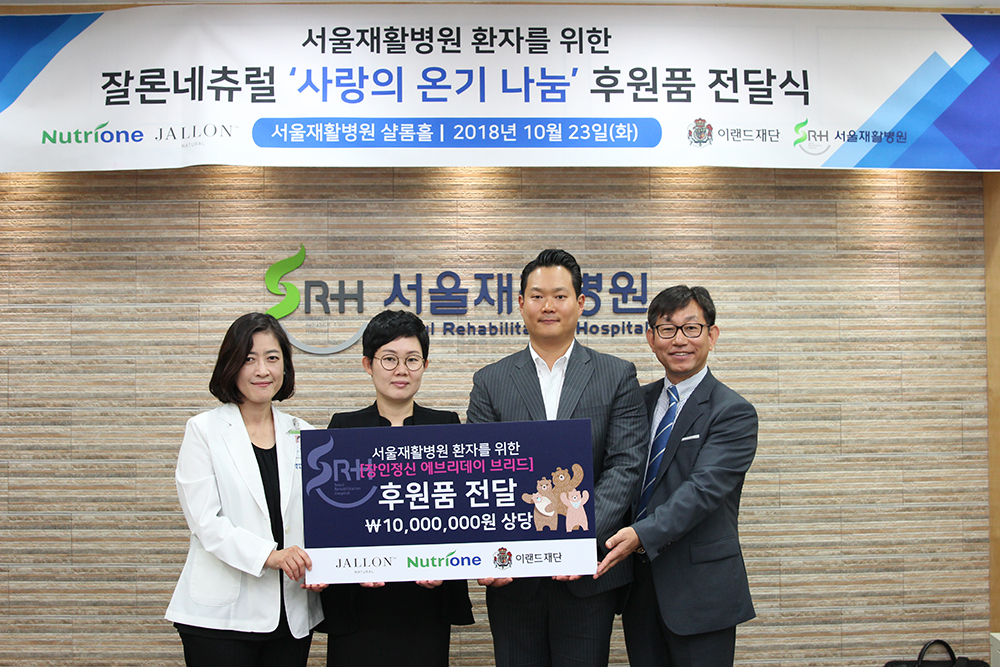 서울재활병원 환자를 위한
잘론네츄럴 '사랑의 온기 나눔' 후원품 전달식
Nutrione JALLON NATURAL 서울재활병원 샬롬홀 | 2018년 10월 23일(화) 이랜드재단 SRH 서울재활병원
SRH 서울재 병원
Rehabilita Hospital
서울재활병원 환자를 위한
[장인정신 에브리데이 브리드]
SRH
Seoul
Rehabilitation
Hospital
후원품 전달
₩10,000,000원 상당
JALLON NATURAL Nutrione 이랜드재단